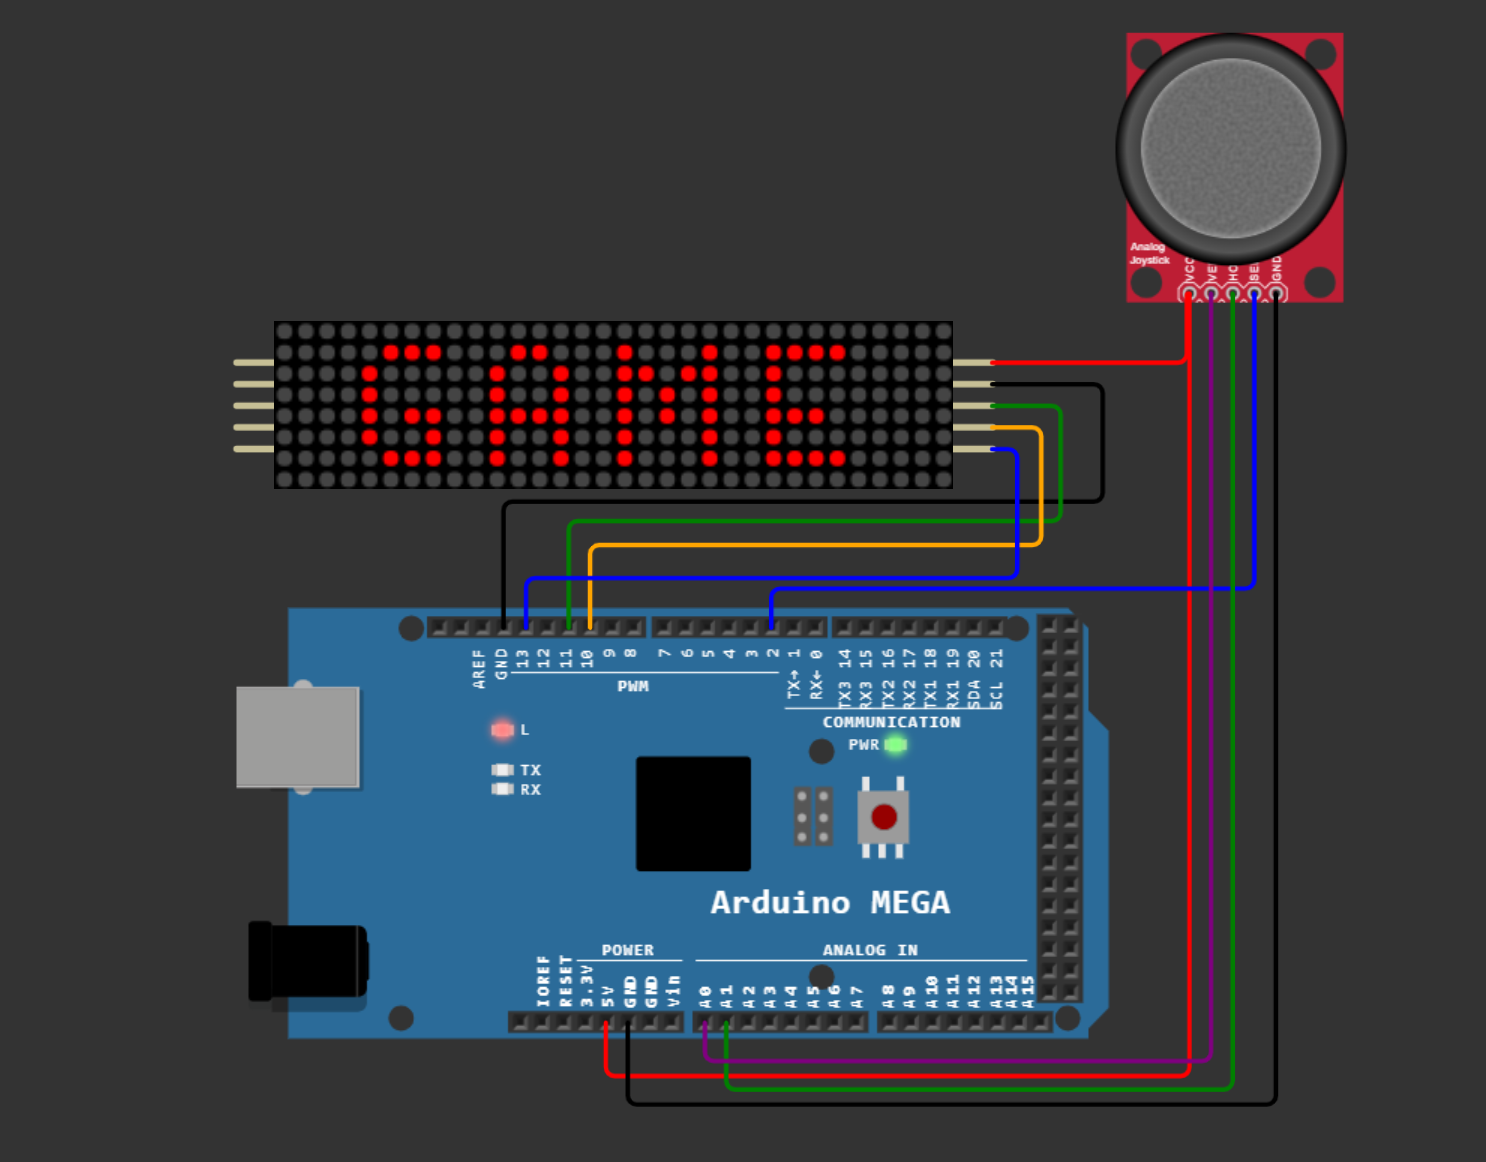 Analog
Joystick
VCC
GND
GAME
AREF
GND
13
12
11
10
9
8
7
6
5
4
3
2
TX→ 1
RX← 0
TX3 14
RX3 15
TX2 16
RX2 17
TX1 18
RX1 19
SDA 20
SCL 21
PWM
COMMUNICATION
L
PWR
TX
RX
Arduino MEGA
POWER
ANALOG IN
IOREF
RESET
3.3V
5V
GND
GND
Vin
A0
A1
A2
A3
A4
A5
A6
A7
A8
A9
A10
A11
A12
A13
A14
A15